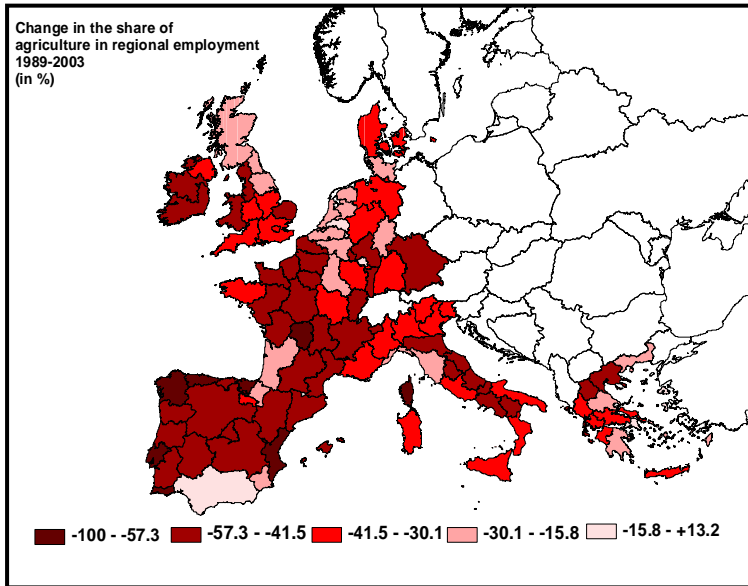 Change in the share of
agriculture in regional employment
1989-2003
(in %)
-100 - -57.3 -57.3 - -41.5 -41.5 - -30.1 -30.1 - -15.8 -15.8 - +13.2